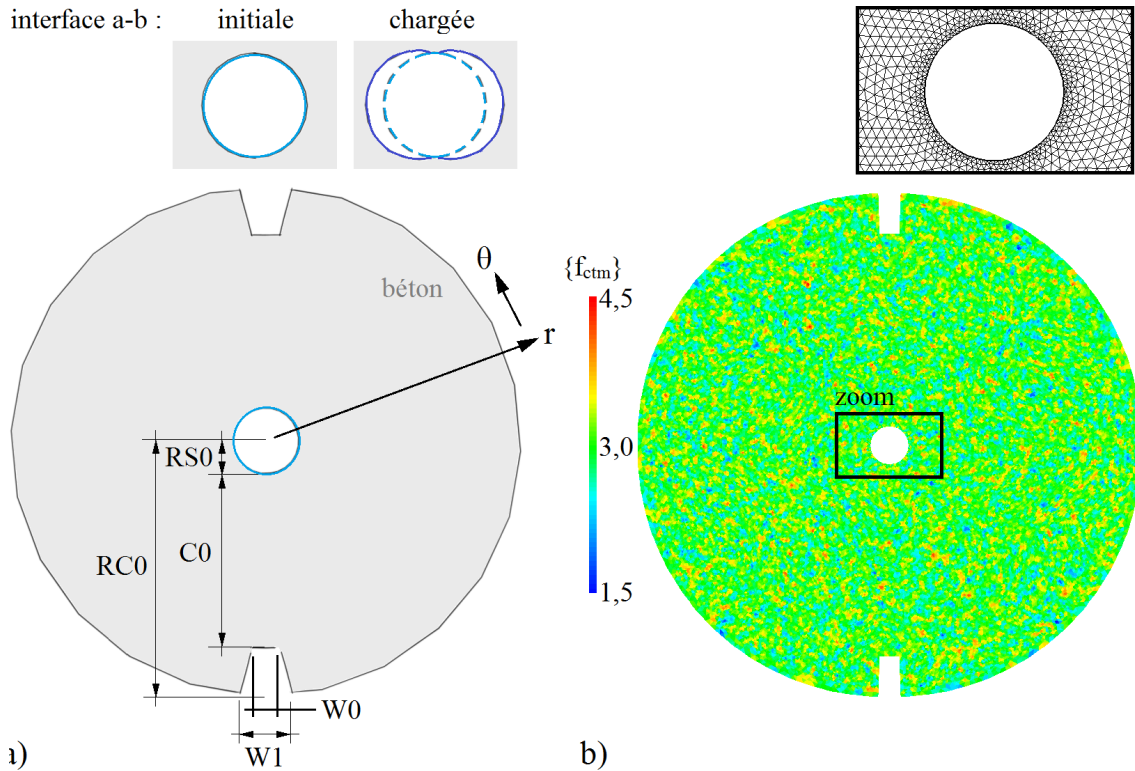 interface a-b : initiale chargée
θ
béton
r
RS0
C0
RC0
W0
W1
a)
{fctm}
4,5
3,0
1,5
zoom
b)